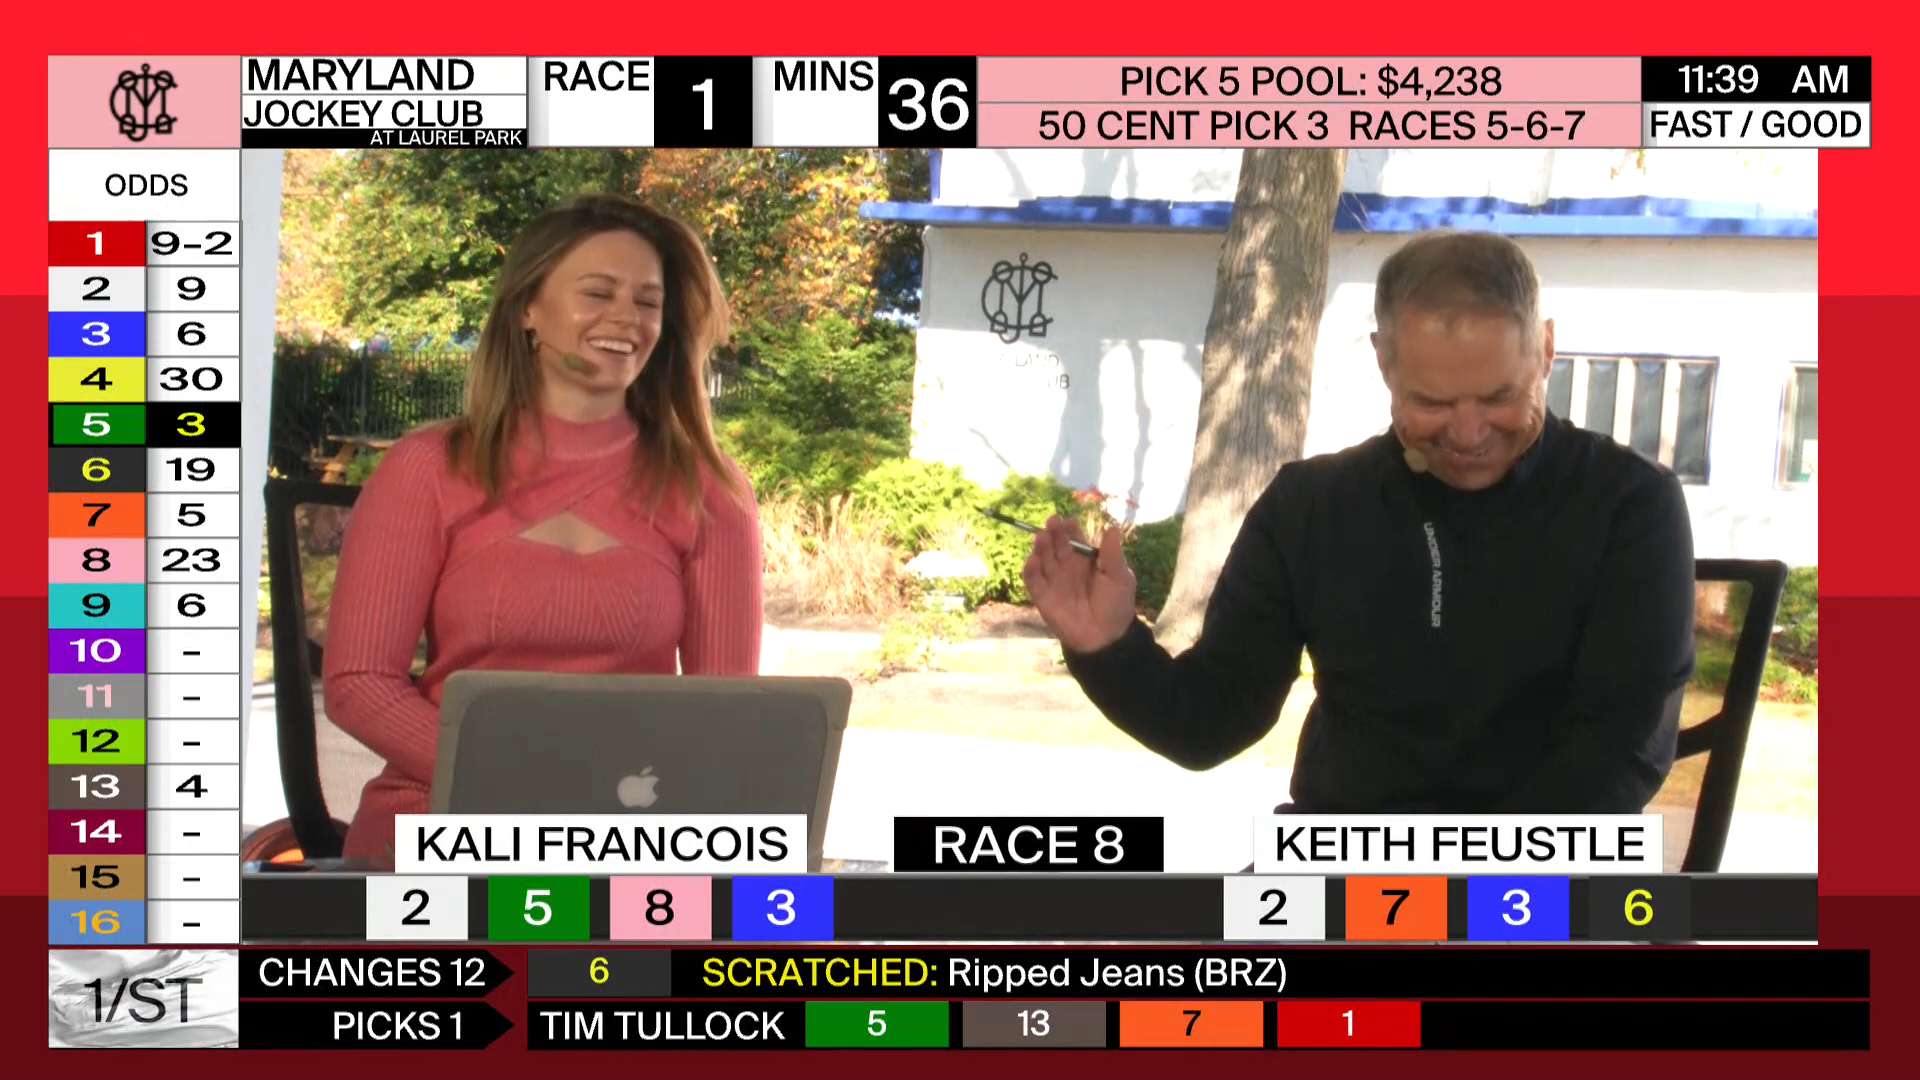 MARYLAND
JOCKEY CLUB
AT LAUREL PARK
RACE 1
MINS 36
PICK 5 POOL: $4,238
50 CENT PICK 3 RACES 5-6-7
11:39 AM
FAST / GOOD
ODDS
1 9-2
2 9
3 6
4 30
5 3
6 19
7 5
8 23
9 6
10 -
11 -
12 -
13 4
14 -
15 -
16 -
UNDER ARMOUR
KALI FRANCOIS
RACE 8
KEITH FEUSTLE
2 5 8 3
2 7 3 6
1/ST
CHANGES 12
6 SCRATCHED: Ripped Jeans (BRZ)
PICKS 1
TIM TULLOCK 5 13 7 1